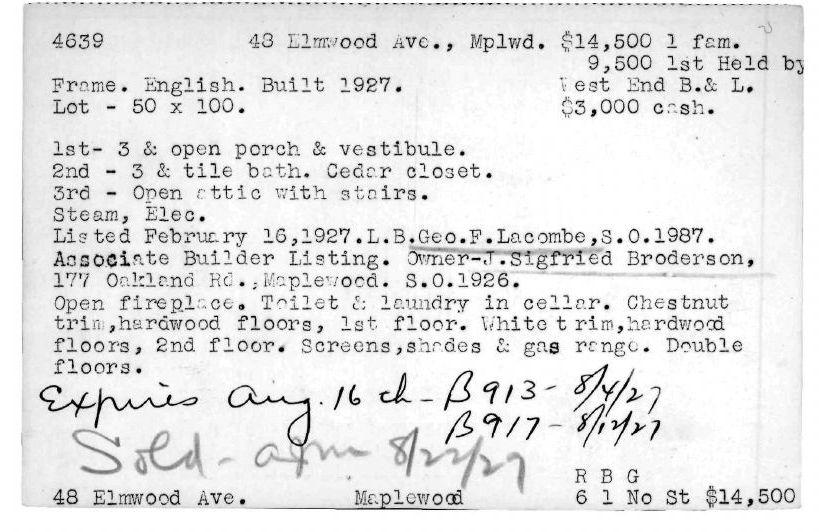 4639 48 Elmwood Ave., Mplwd. $14,500 1 fam.
9,500 1st Held by
Frame. English. Built 1927. West End B.& L.
Lot - 50 x 100. $3,000 cash.
1st- 3 & open porch & vestibule.
2nd - 3 & tile bath. Cedar closet.
3rd - Open attic with stairs.
Steam, Elec.
Listed February 16,1927.L.B.Geo.F.Lacombe,S.O.1987.
Associate Builder Listing. Owner-J.Sigfried Broderson,
177 Oakland Rd.,Maplewood. S.O.1926.
Open fireplace. Toilet & laundry in cellar. Chestnut
trim,hardwood floors, 1st floor. White t rim,hardwood
floors, 2nd floor. Screens,shades & gas range. Double
floors.
Expires Aug. 16 ch - B913 - 8/4/27
B917 - 8/12/27
Sold - 8/22/27
R B G
48 Elmwood Ave. Maplewood 6 1 No St $14,500